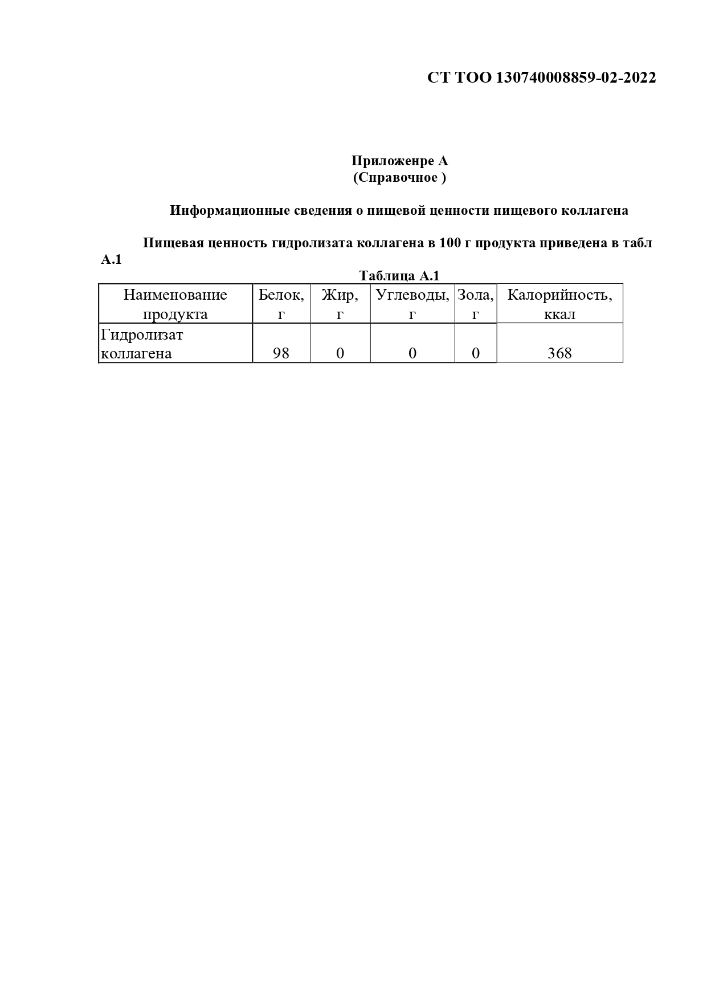 СТ ТОО 130740008859-02-2022
Приложенре А
(Справочное )
Информационные сведения о пищевой ценности пищевого коллагена
Пищевая ценность гидролизата коллагена в 100 г продукта приведена в табл
А.1
Таблица А.1
Наименование продукта Белок, г Жир, г Углеводы, г Зола, г Калорийность, ккал
Гидролизат коллагена 98 0 0 0 368